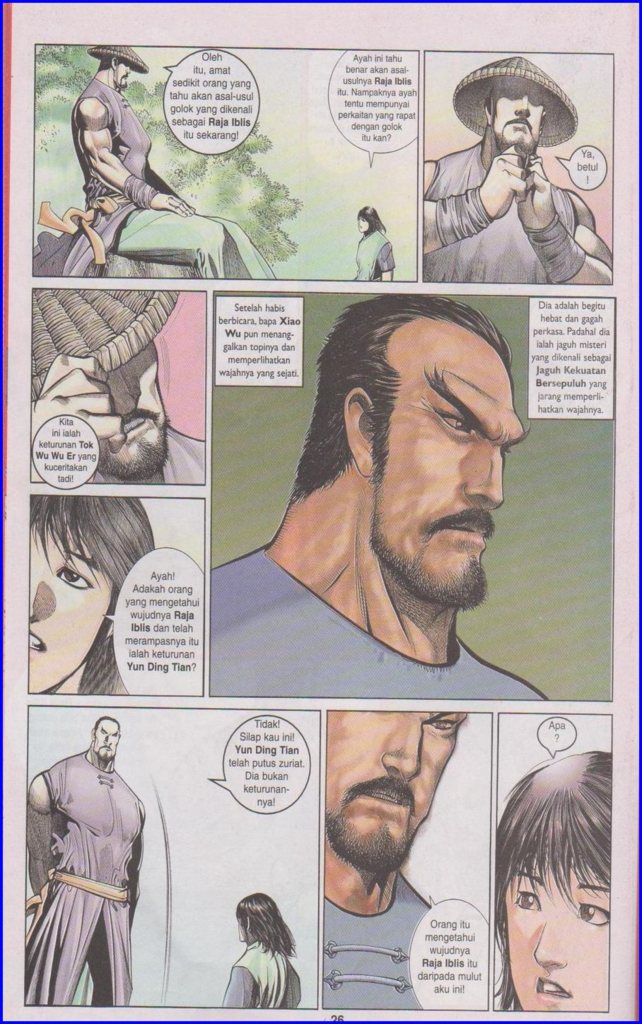 Oleh
itu, amat
sedikit orang yang
tahu akan asal-usul
golok yang dikenali
sebagai Raja Iblis
itu sekarang!
Ayah ini tahu
benar akan asal-
usulnya Raja Iblis
itu. Nampaknya ayah
tentu mempunyai
perkaitan yang rapat
dengan golok
itu kan?
Ya,
betul
!
Kita
ini ialah
keturunan Tok
Wu Wu Er yang
kuceritakan
tadi!
Setelah habis
berbicara, bapa Xiao
Wu pun menang-
galkan topinya dan
memperlihatkan
wajahnya yang sejati.
Dia adalah begitu
hebat dan gagah
perkasa. Padahal dia
ialah jaguh misteri
yang dikenali sebagai
Jaguh Kekuatan
Bersepuluh yang
jarang memperli-
hatkan wajahnya.
Ayah!
Adakah orang
yang mengetahui
wujudnya Raja
Iblis dan telah
merampasnya itu
ialah keturunan
Yun Ding Tian?
Tidak!
Silap kau ini!
Yun Ding Tian
telah putus zuriat.
Dia bukan
keturunan-
nya!
Orang itu
mengetahui
wujudnya
Raja Iblis itu
daripada mulut
aku ini!
Apa
?
26